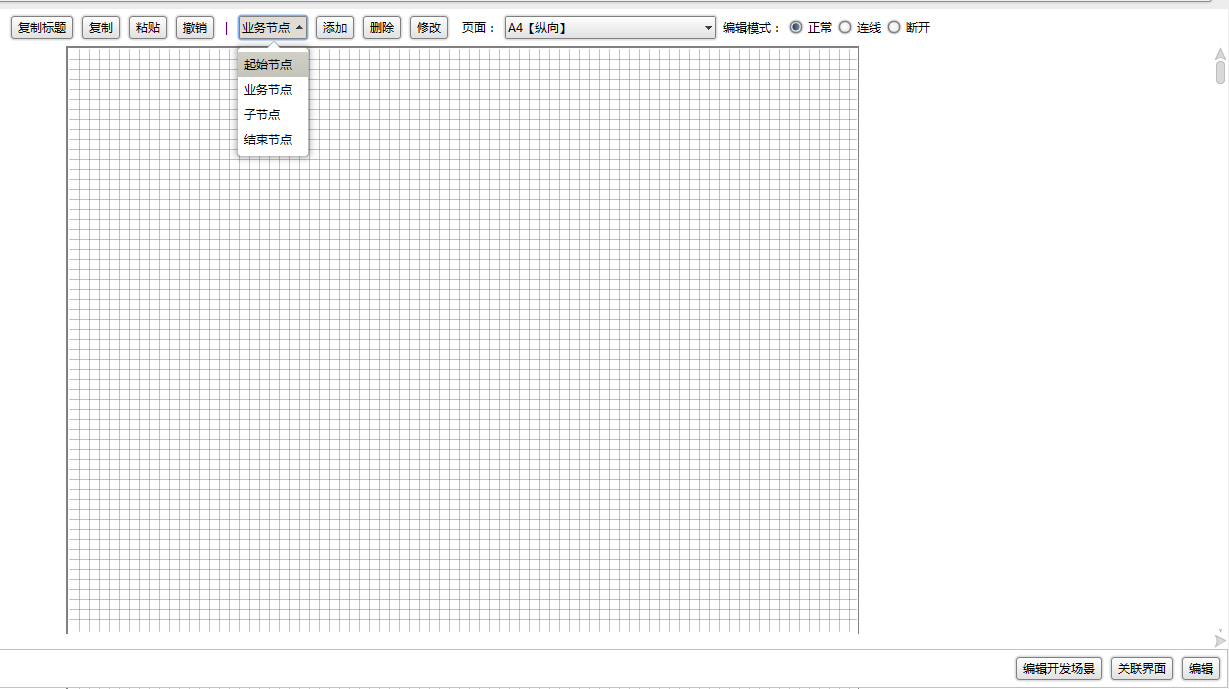 复制标题 复制 粘贴 撤销 | 业务节点 添加 删除 修改 页面： A4【纵向】 编辑模式： 正常 连线 断开
起始节点
业务节点
子节点
结束节点
编辑开发场景 关联界面 编辑